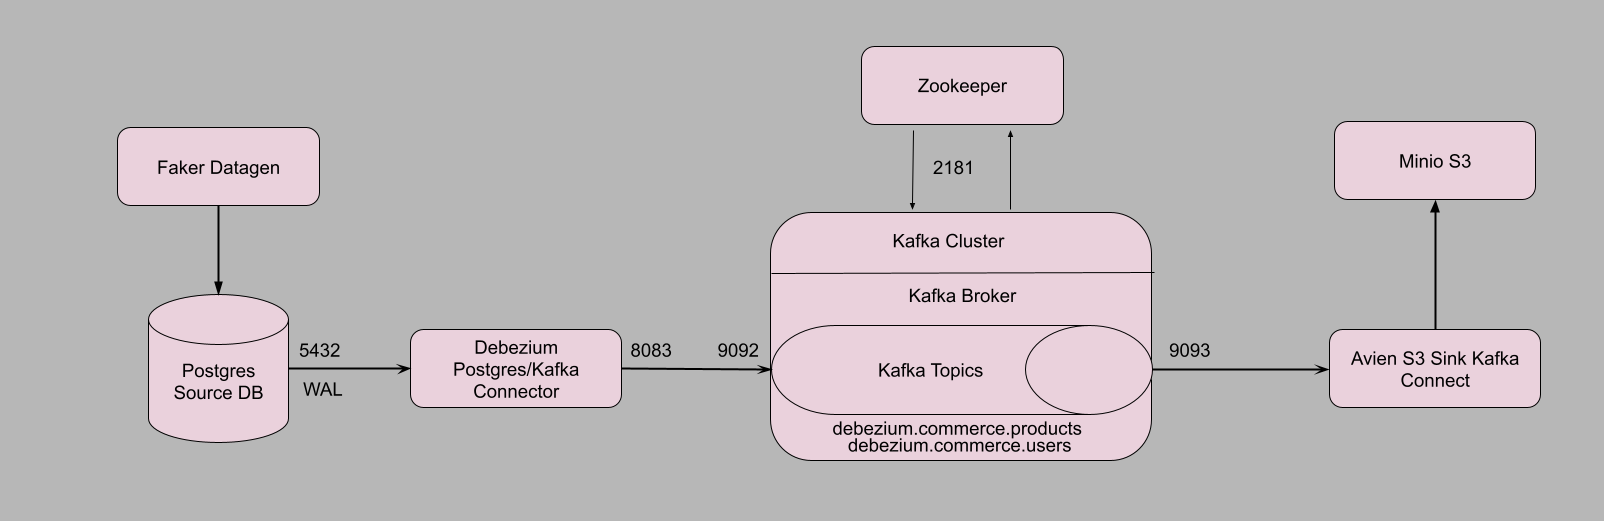 Zookeeper
Faker Datagen
2181
Minio S3
Kafka Cluster
Kafka Broker
Postgres
Source DB
5432
WAL
Debezium
Postgres/Kafka
Connector
8083
9092
Kafka Topics
debezium.commerce.products
debezium.commerce.users
9093
Avien S3 Sink Kafka
Connect